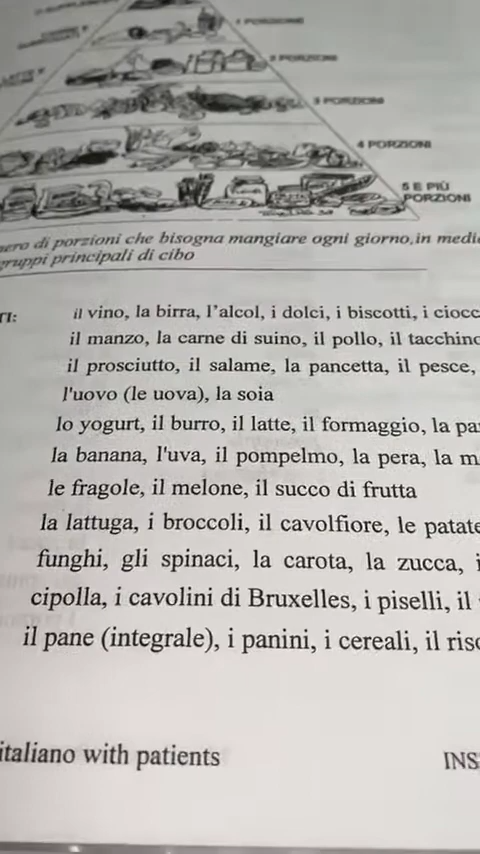 1 PORZIONE
2 PORZIONI
3 PORZIONI
4 PORZIONI
5 E PIÙ
PORZIONI
di porzioni che bisogna mangiare ogni giorno, in
gruppi principali di cibo
il vino, la birra, l'alcol, i dolci, i biscotti, i
il manzo, la carne di suino, il pollo, il tacchino
il prosciutto, il salame, la pancetta, il pesce,
l'uovo (le uova), la soia
lo yogurt, il burro, il latte, il formaggio, la
la banana, l'uva, il pompelmo, la pera, la
le fragole, il melone, il succo di frutta
la lattuga, i broccoli, il cavolfiore, le patate
funghi, gli spinaci, la carota, la zucca, i
cipolla, i cavolini di Bruxelles, i piselli, il
il pane (integrale), i panini, i cereali, il
italiano with patients
INS